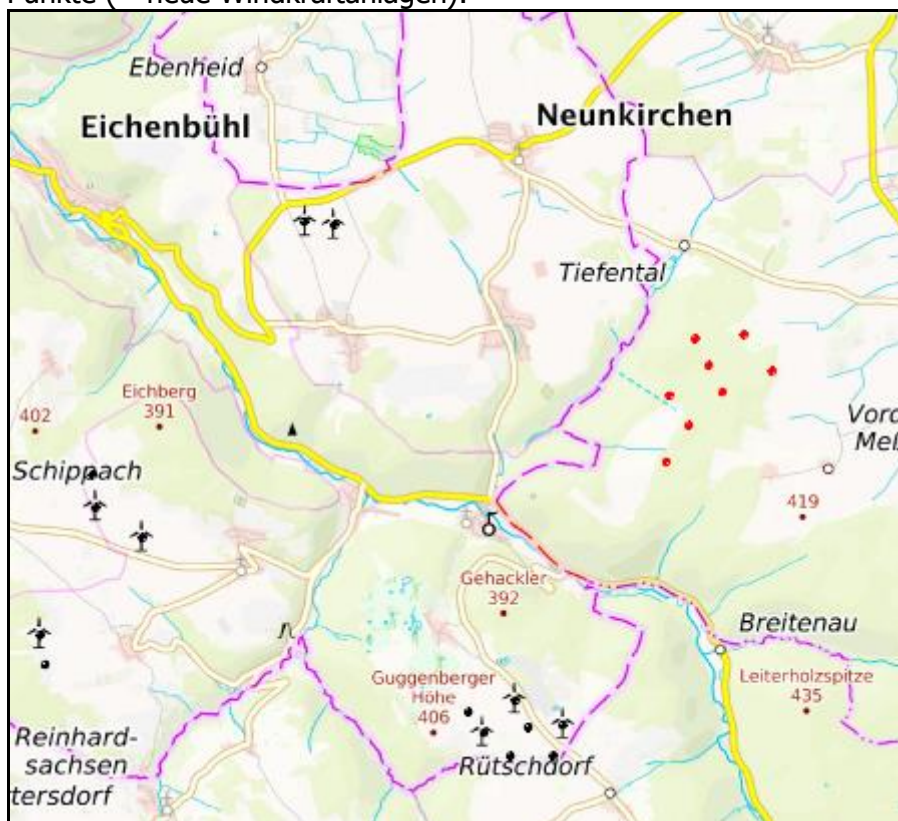 Punkte ( = neue Windkraftanlagen).
Ebenheid
Eichenbühl
Neunkirchen
Tiefental
Eichberg
391
402
Schippach
Vord
Meß
419
Gehackler
392
Breitenau
Guggenberger
Höhe
406
Leiterholzspitze
435
Reinhard-
sachsen
tersdorf
Rütschdorf